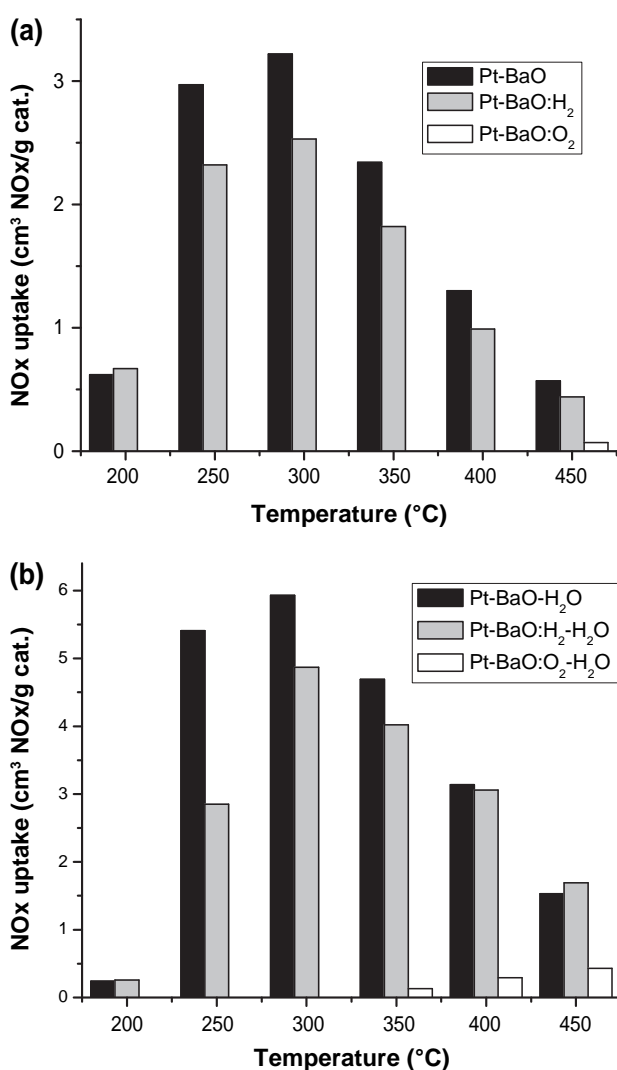 (a)
NOx uptake (cm³ NOx/g cat.)
3
2
1
0
Pt-BaO
Pt-BaO:H₂
Pt-BaO:O₂
200 250 300 350 400 450
Temperature (°C)
(b)
NOx uptake (cm³ NOx/g cat.)
6
5
4
3
2
1
0
Pt-BaO-H₂O
Pt-BaO:H₂-H₂O
Pt-BaO:O₂-H₂O
200 250 300 350 400 450
Temperature (°C)